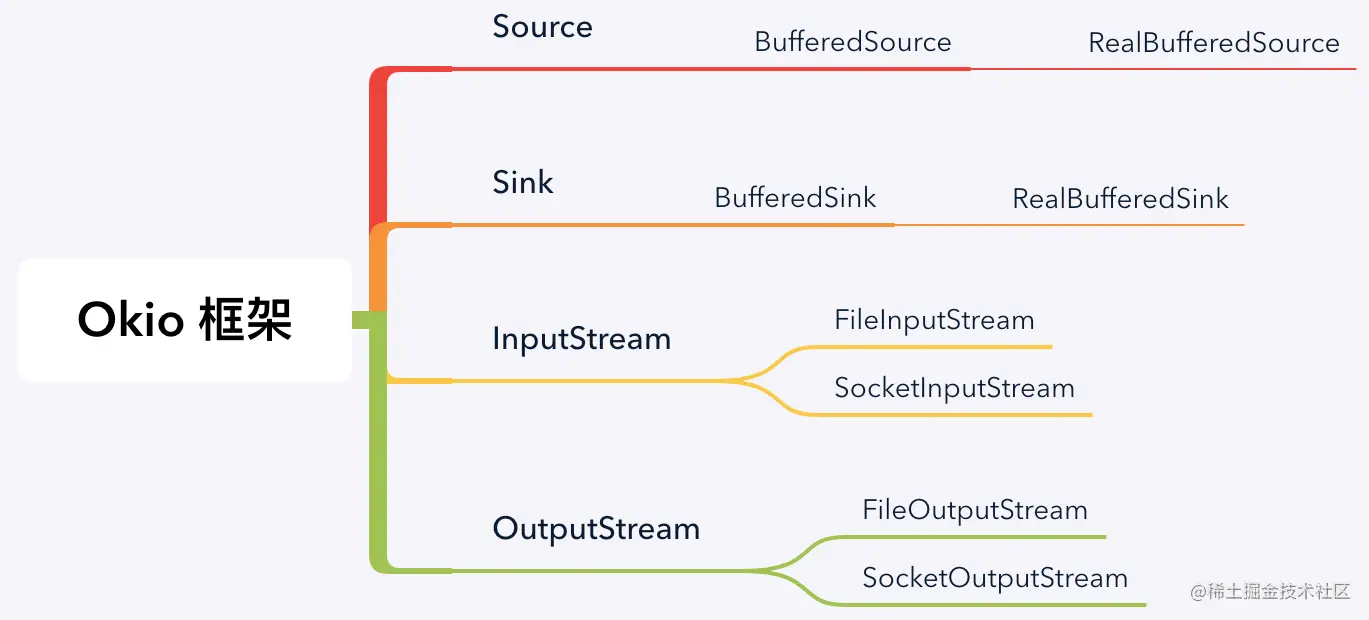 Okio 框架
Source
BufferedSource
RealBufferedSource
Sink
BufferedSink
RealBufferedSink
InputStream
FileInputStream
SocketInputStream
OutputStream
FileOutputStream
SocketOutputStream
@稀土掘金技术社区